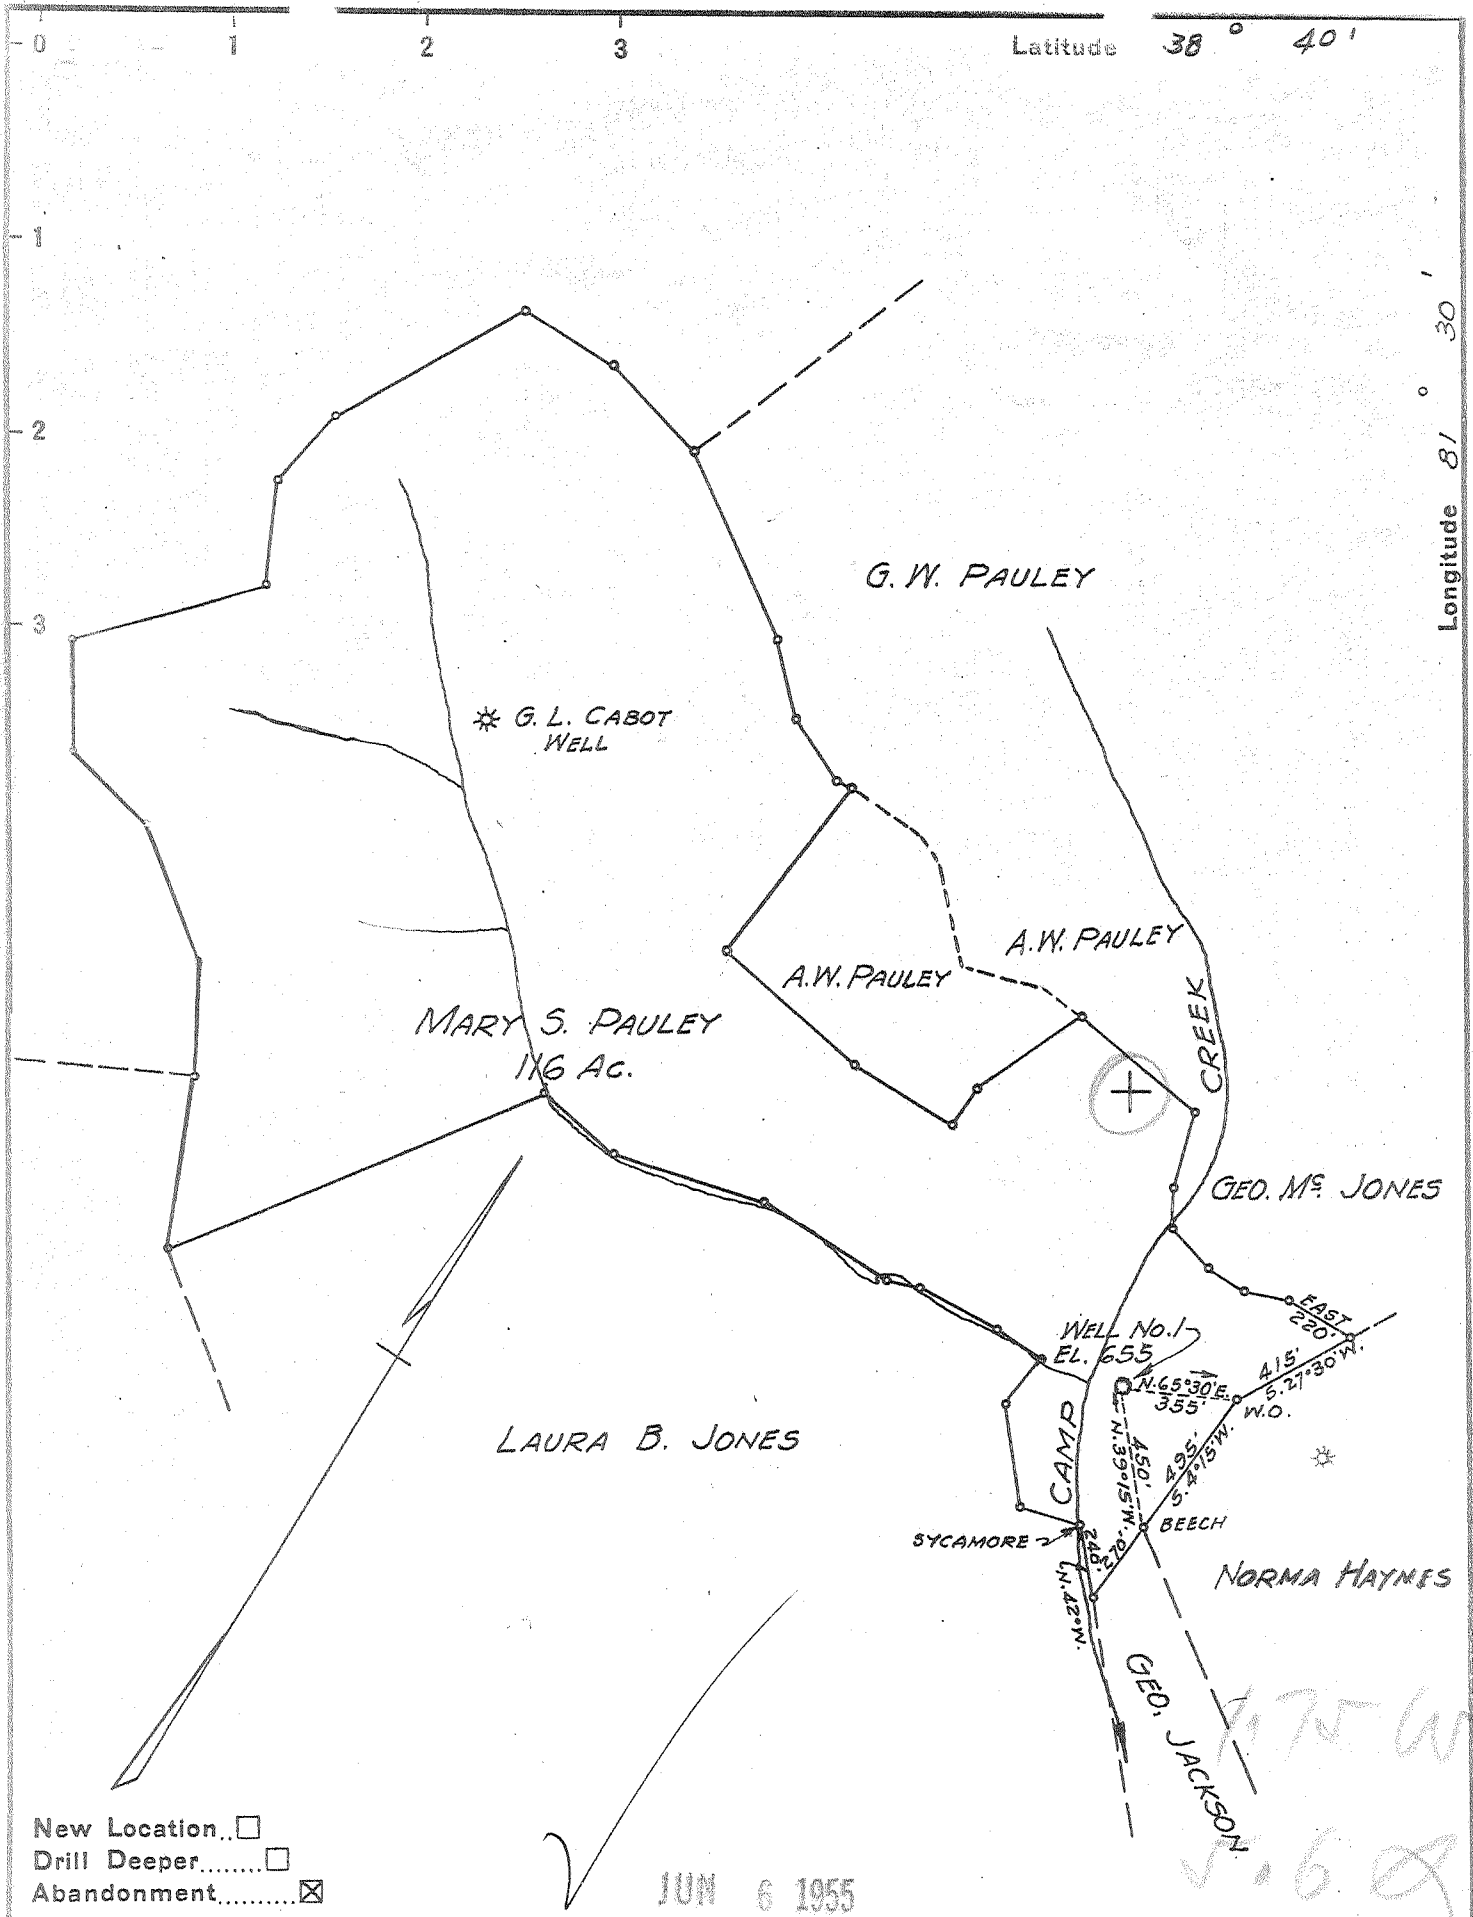 0 1 2 3 Latitude 38° 40'
1
2
3
Longitude 81° 30'
G. W. PAULEY
G. L. CABOT
WELL
A.W. PAULEY
A.W. PAULEY
MARY S. PAULEY
116 AC.
CREEK
GEO. Mc. JONES
EAST
220'
WELL NO. 1
EL. 655
415'
S. 27°30' W.
N. 65°30' E.
355'
W.O.
LAURA B. JONES
CAMP
450'
N. 39°15' W.
495'
S. 4°15' W.
SYCAMORE
BEECH
240'
270'
N. 42° W.
NORMA HAYNES
GEO. JACKSON
New Location..☐
Drill Deeper........☐
Abandonment..........☒
JUN 6 1955